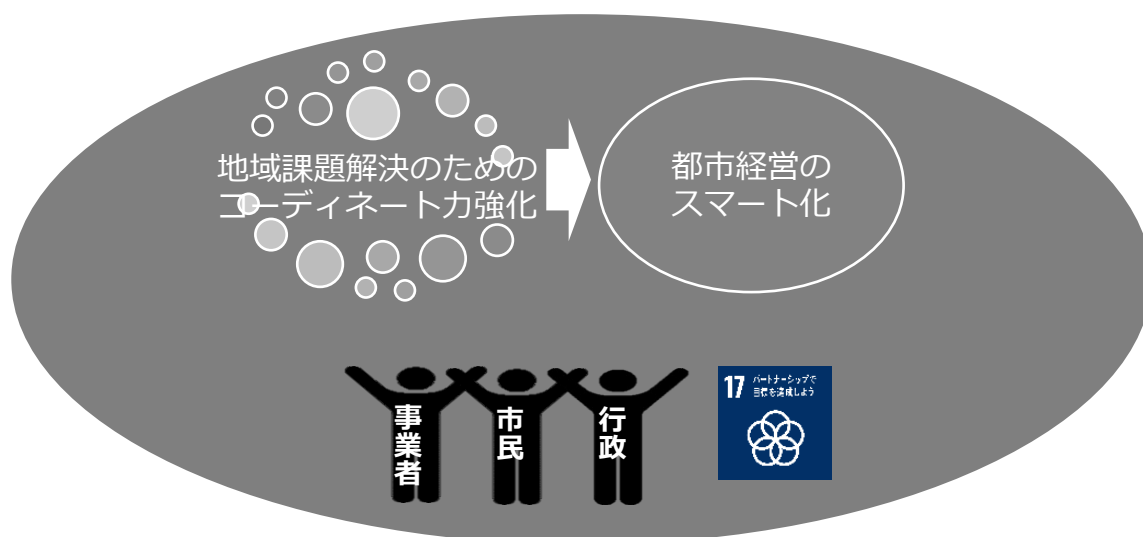 地域課題解決のための
コーディネート力強化
都市経営の
スマート化
事業者
市民
行政
17 パートナーシップで
目標を達成しよう